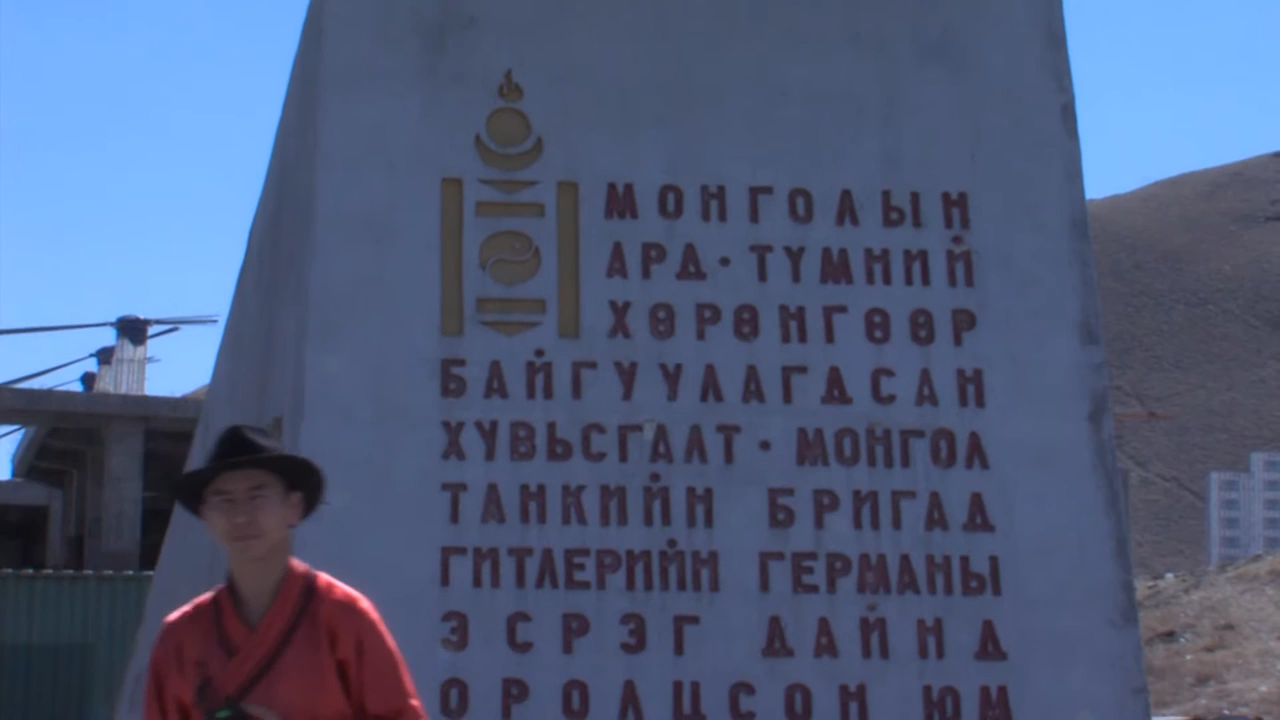 МОНГОЛЫН
АРД · ТҮМНИЙ
ХӨРӨНГӨӨР
БАЙГУУЛАГДСАН
ХУВЬСГАЛТ · МОНГОЛ
ТАНКИЙН БРИГАД
ГИТЛЕРИЙН ГЕРМАНЫ
ЭСРЭГ ДАЙНД
ОРОЛЦСОН ЮМ